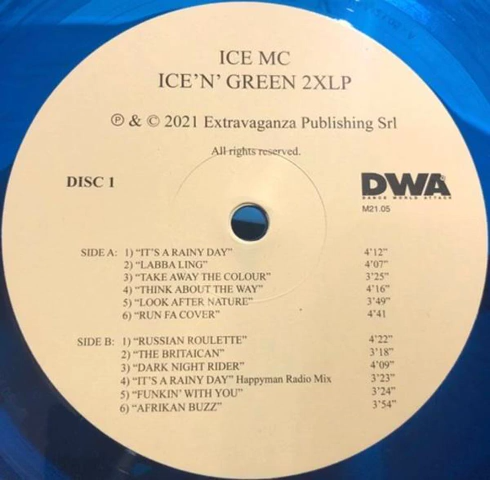 ICE MC
ICE’N’ GREEN 2XLP
℗ & © 2021 Extravaganza Publishing Srl
All rights reserved.
DISC 1
DWA®
DANCE WORLD ATTACK
M21.05
SIDE A: 1) “IT’S A RAINY DAY” 4’12”
2) “LABBA LING” 4’07”
3) “TAKE AWAY THE COLOUR” 3’25”
4) “THINK ABOUT THE WAY” 4’16”
5) “LOOK AFTER NATURE” 3’49”
6) “RUN FA COVER” 4’41
SIDE B: 1) “RUSSIAN ROULETTE” 4’22”
2) “THE BRITAICAN” 3’18”
3) “DARK NIGHT RIDER” 4’09”
4) “IT’S A RAINY DAY” Happyman Radio Mix 3’23”
5) “FUNKIN’ WITH YOU” 3’24”
6) “AFRIKAN BUZZ” 3’54”